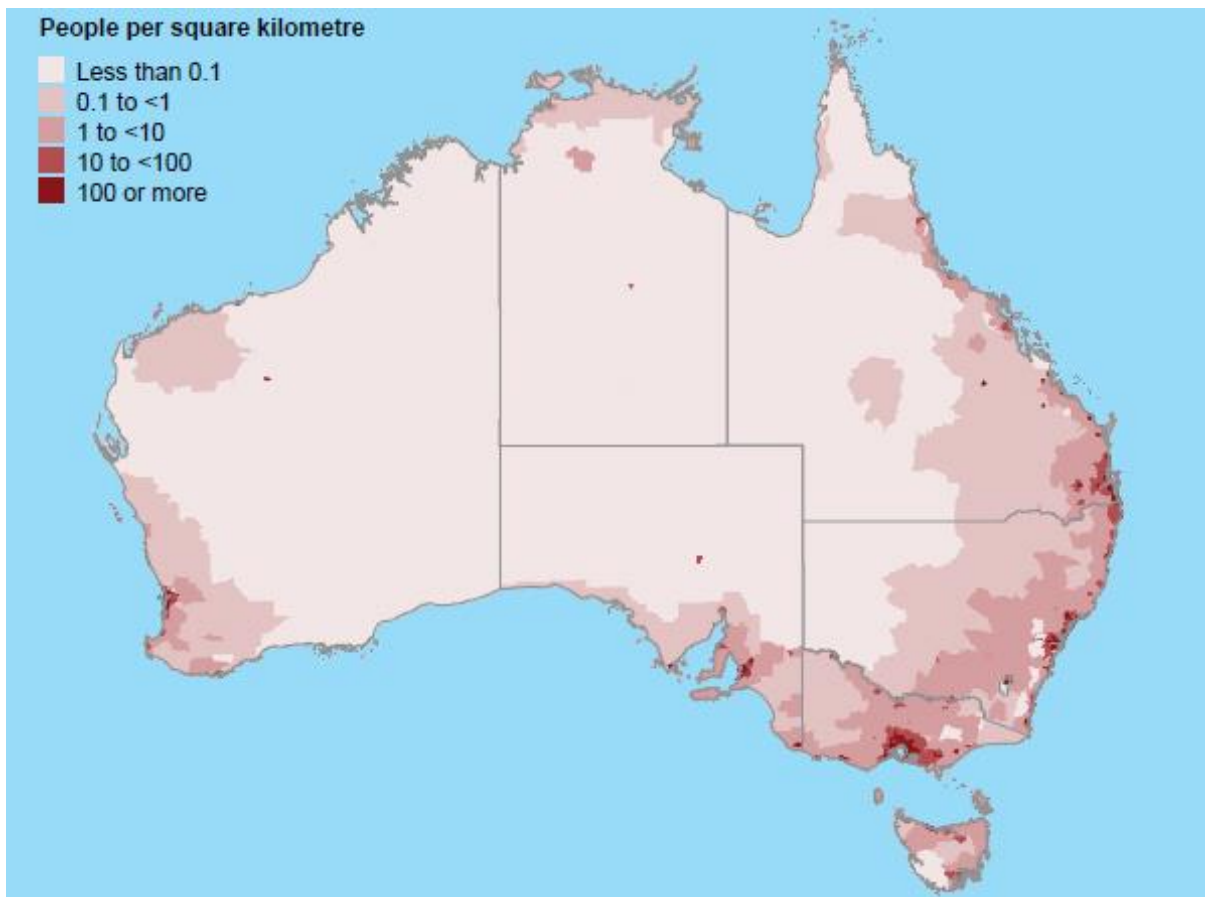 People per square kilometre
Less than 0.1
0.1 to <1
1 to <10
10 to <100
100 or more